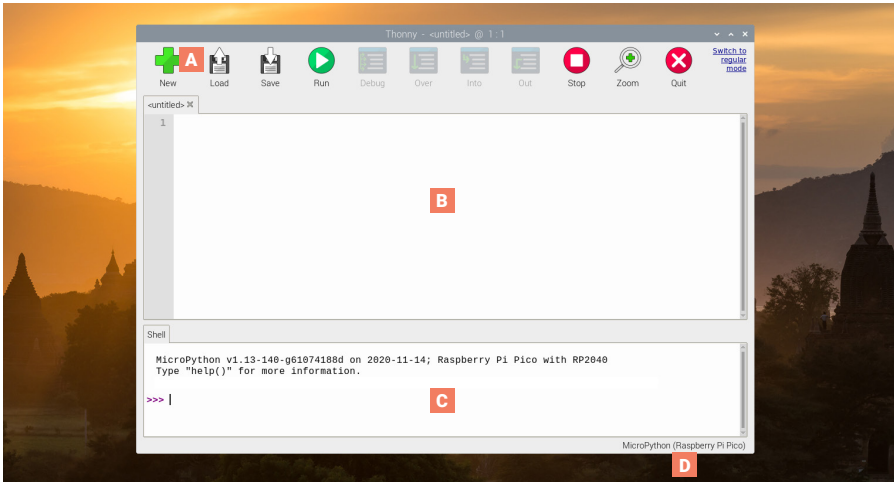 Thonny - <untitled> @ 1:1
A
Switch to
regular
mode
New Load Save Run Debug Over Into Out Stop Zoom Quit
<untitled>
1
B
Shell
MicroPython v1.13-140-g61074188d on 2020-11-14; Raspberry Pi Pico with RP2040
Type "help()" for more information.
>>>
C
MicroPython (Raspberry Pi Pico)
D